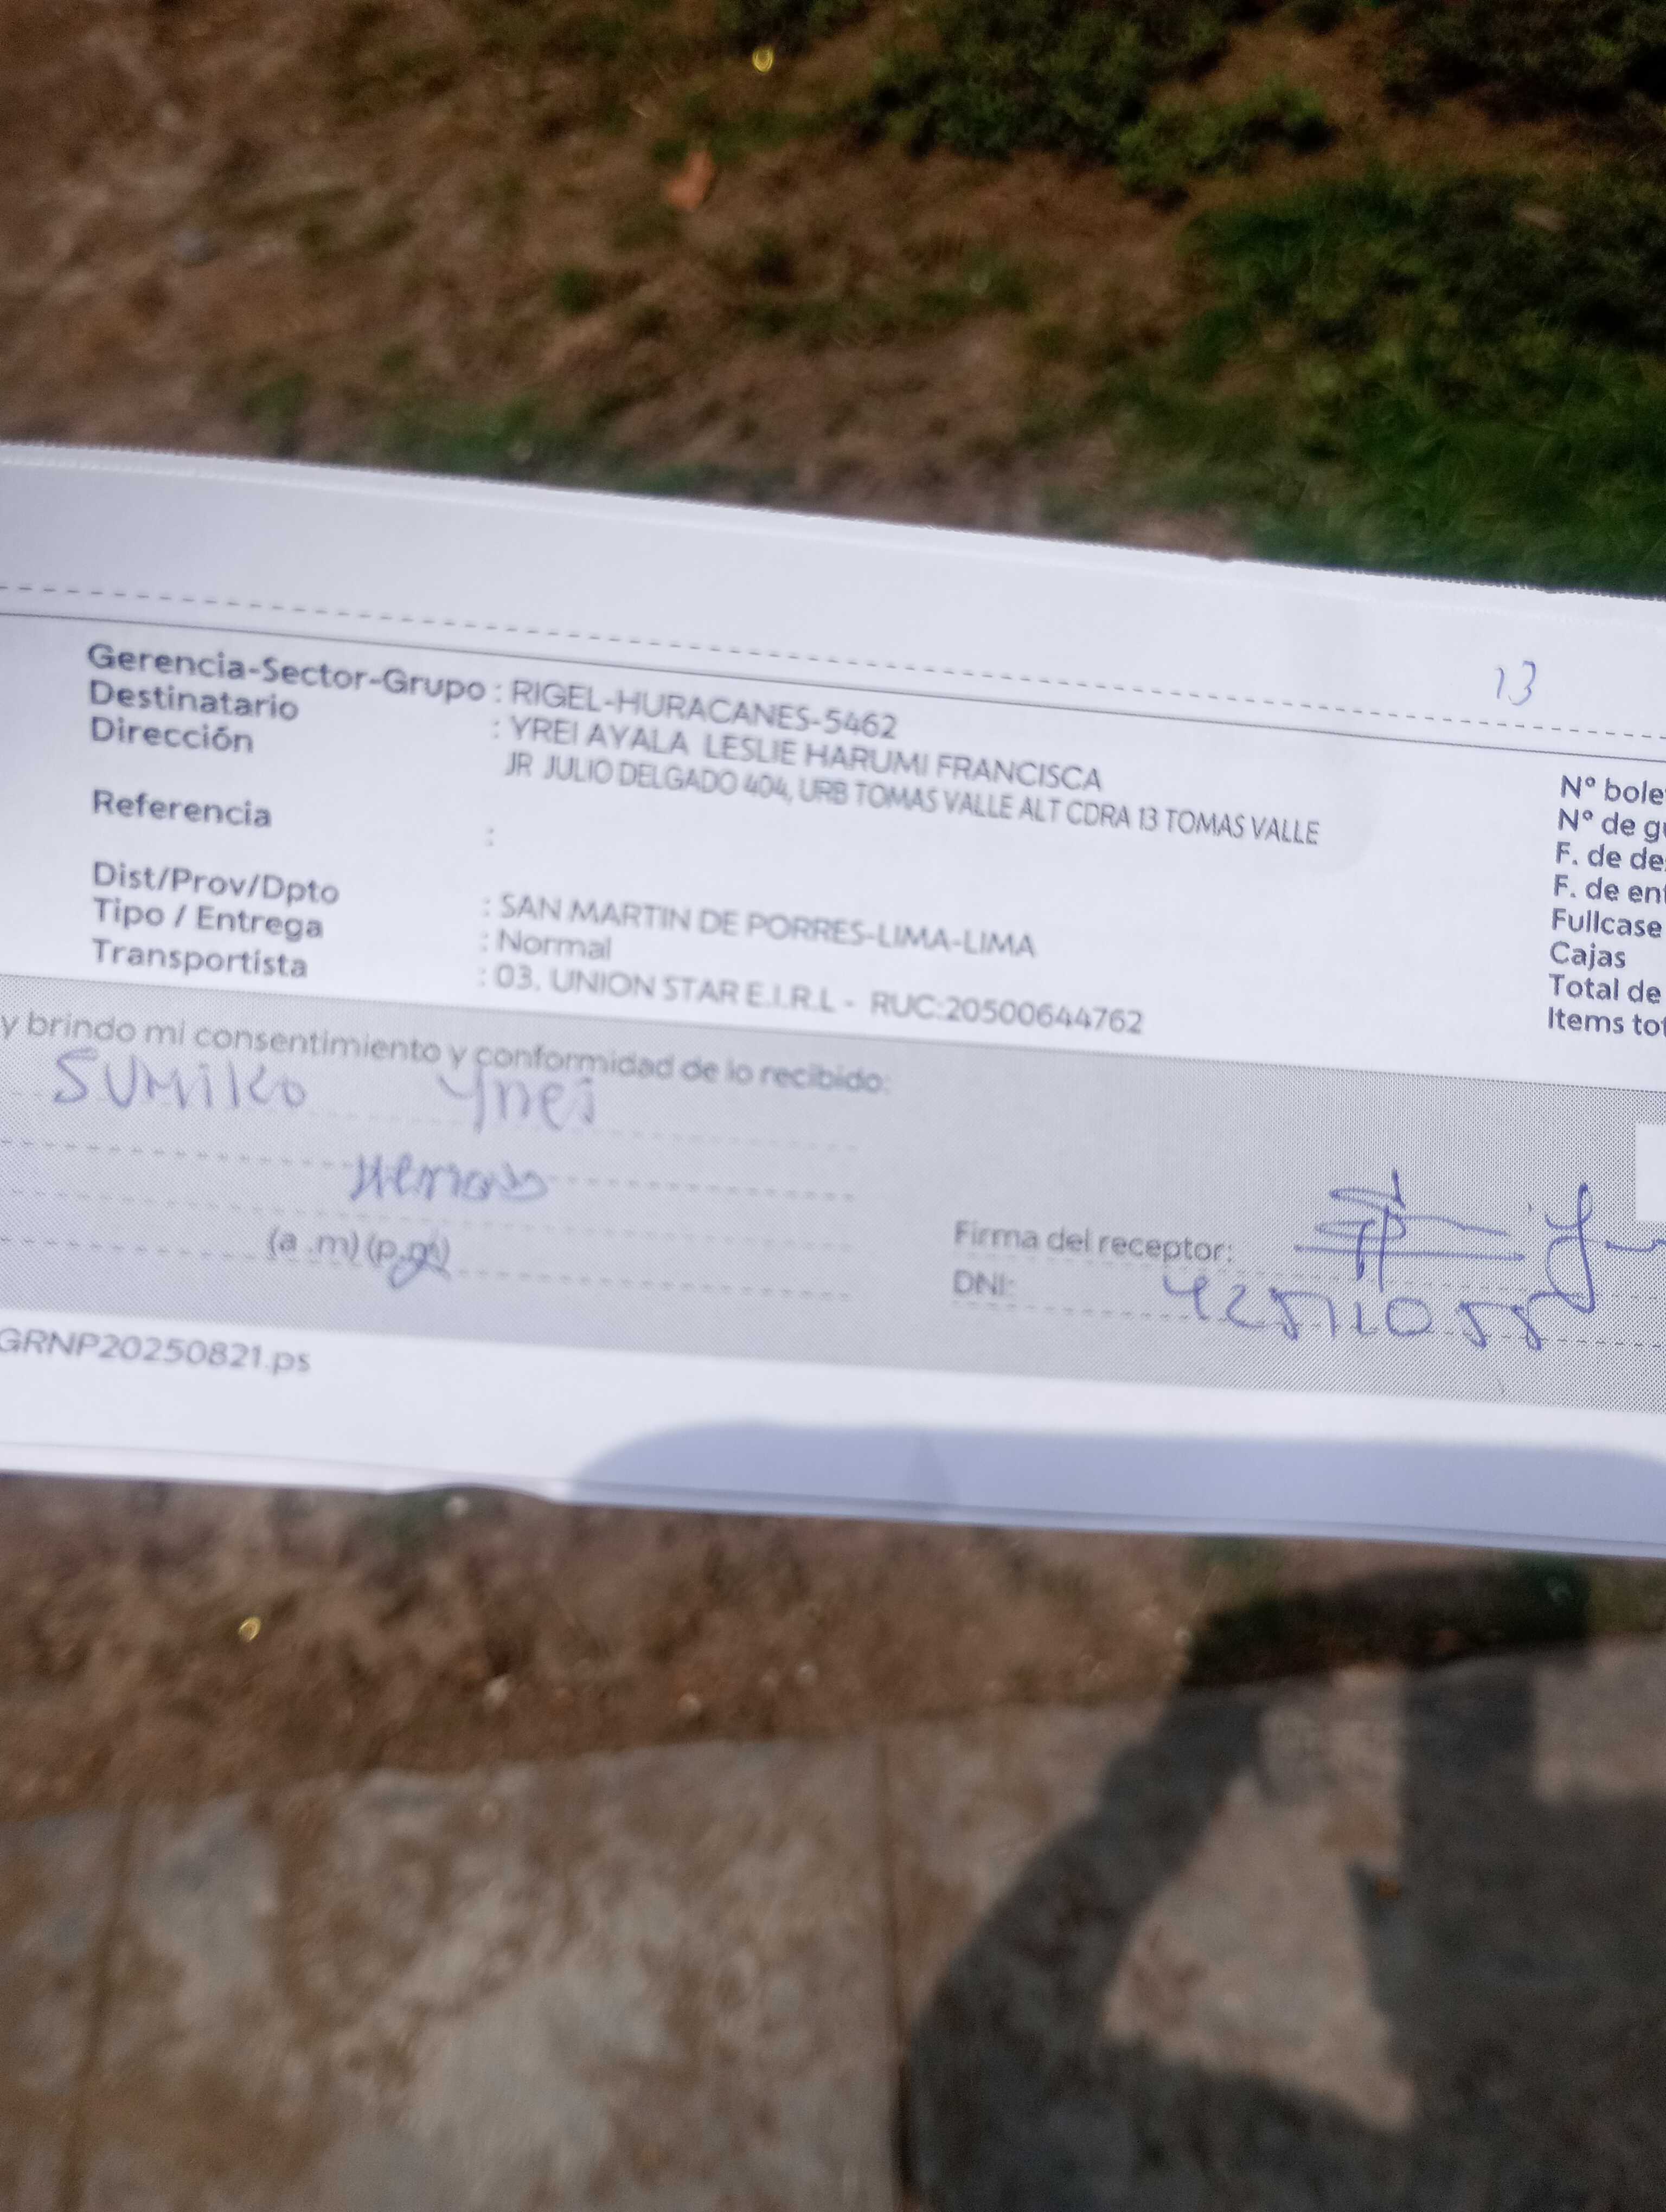 13
Gerencia-Sector-Grupo : RIGEL-HURACANES-5462
Destinatario : YREI AYALA LESLIE HARUMI FRANCISCA
Dirección JR JULIO DELGADO 404, URB TOMAS VALLE ALT CDRA 13 TOMAS VALLE
Referencia :
Dist/Prov/Dpto : SAN MARTIN DE PORRES-LIMA-LIMA
Tipo / Entrega : Normal
Transportista : 03. UNION STAR E.I.R.L - RUC:20500644762
Nº bole
Nº de gu
F. de de
F. de ent
Fullcase
Cajas
Total de
Items tot
y brindo mi consentimiento y conformidad de lo recibido:
SUMiKo Yrei
(a .m) (p.m)
Firma del receptor:
DNI:
GRNP20250821.ps